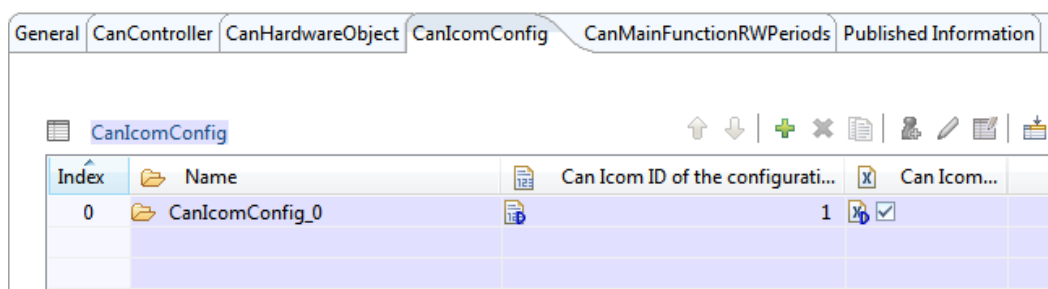 General CanController CanHardwareObject CanIcomConfig CanMainFunctionRWPeriods Published Information
CanIcomConfig
Index Name Can Icom ID of the configurati... Can Icom...
0 CanIcomConfig_0 1